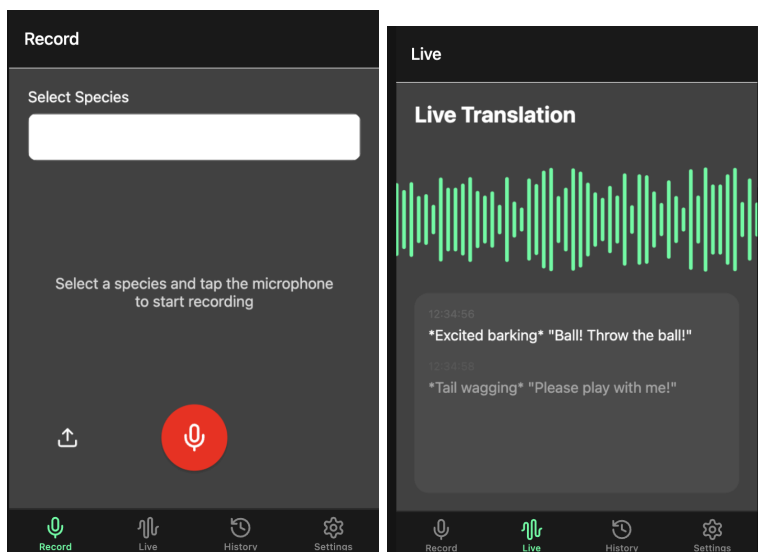 Record
Select Species
Select a species and tap the microphone
to start recording
Record
Live
History
Settings
Live
Live Translation
12:34:56
*Excited barking* "Ball! Throw the ball!"
12:34:58
*Tail wagging* "Please play with me!"
Record
Live
History
Settings